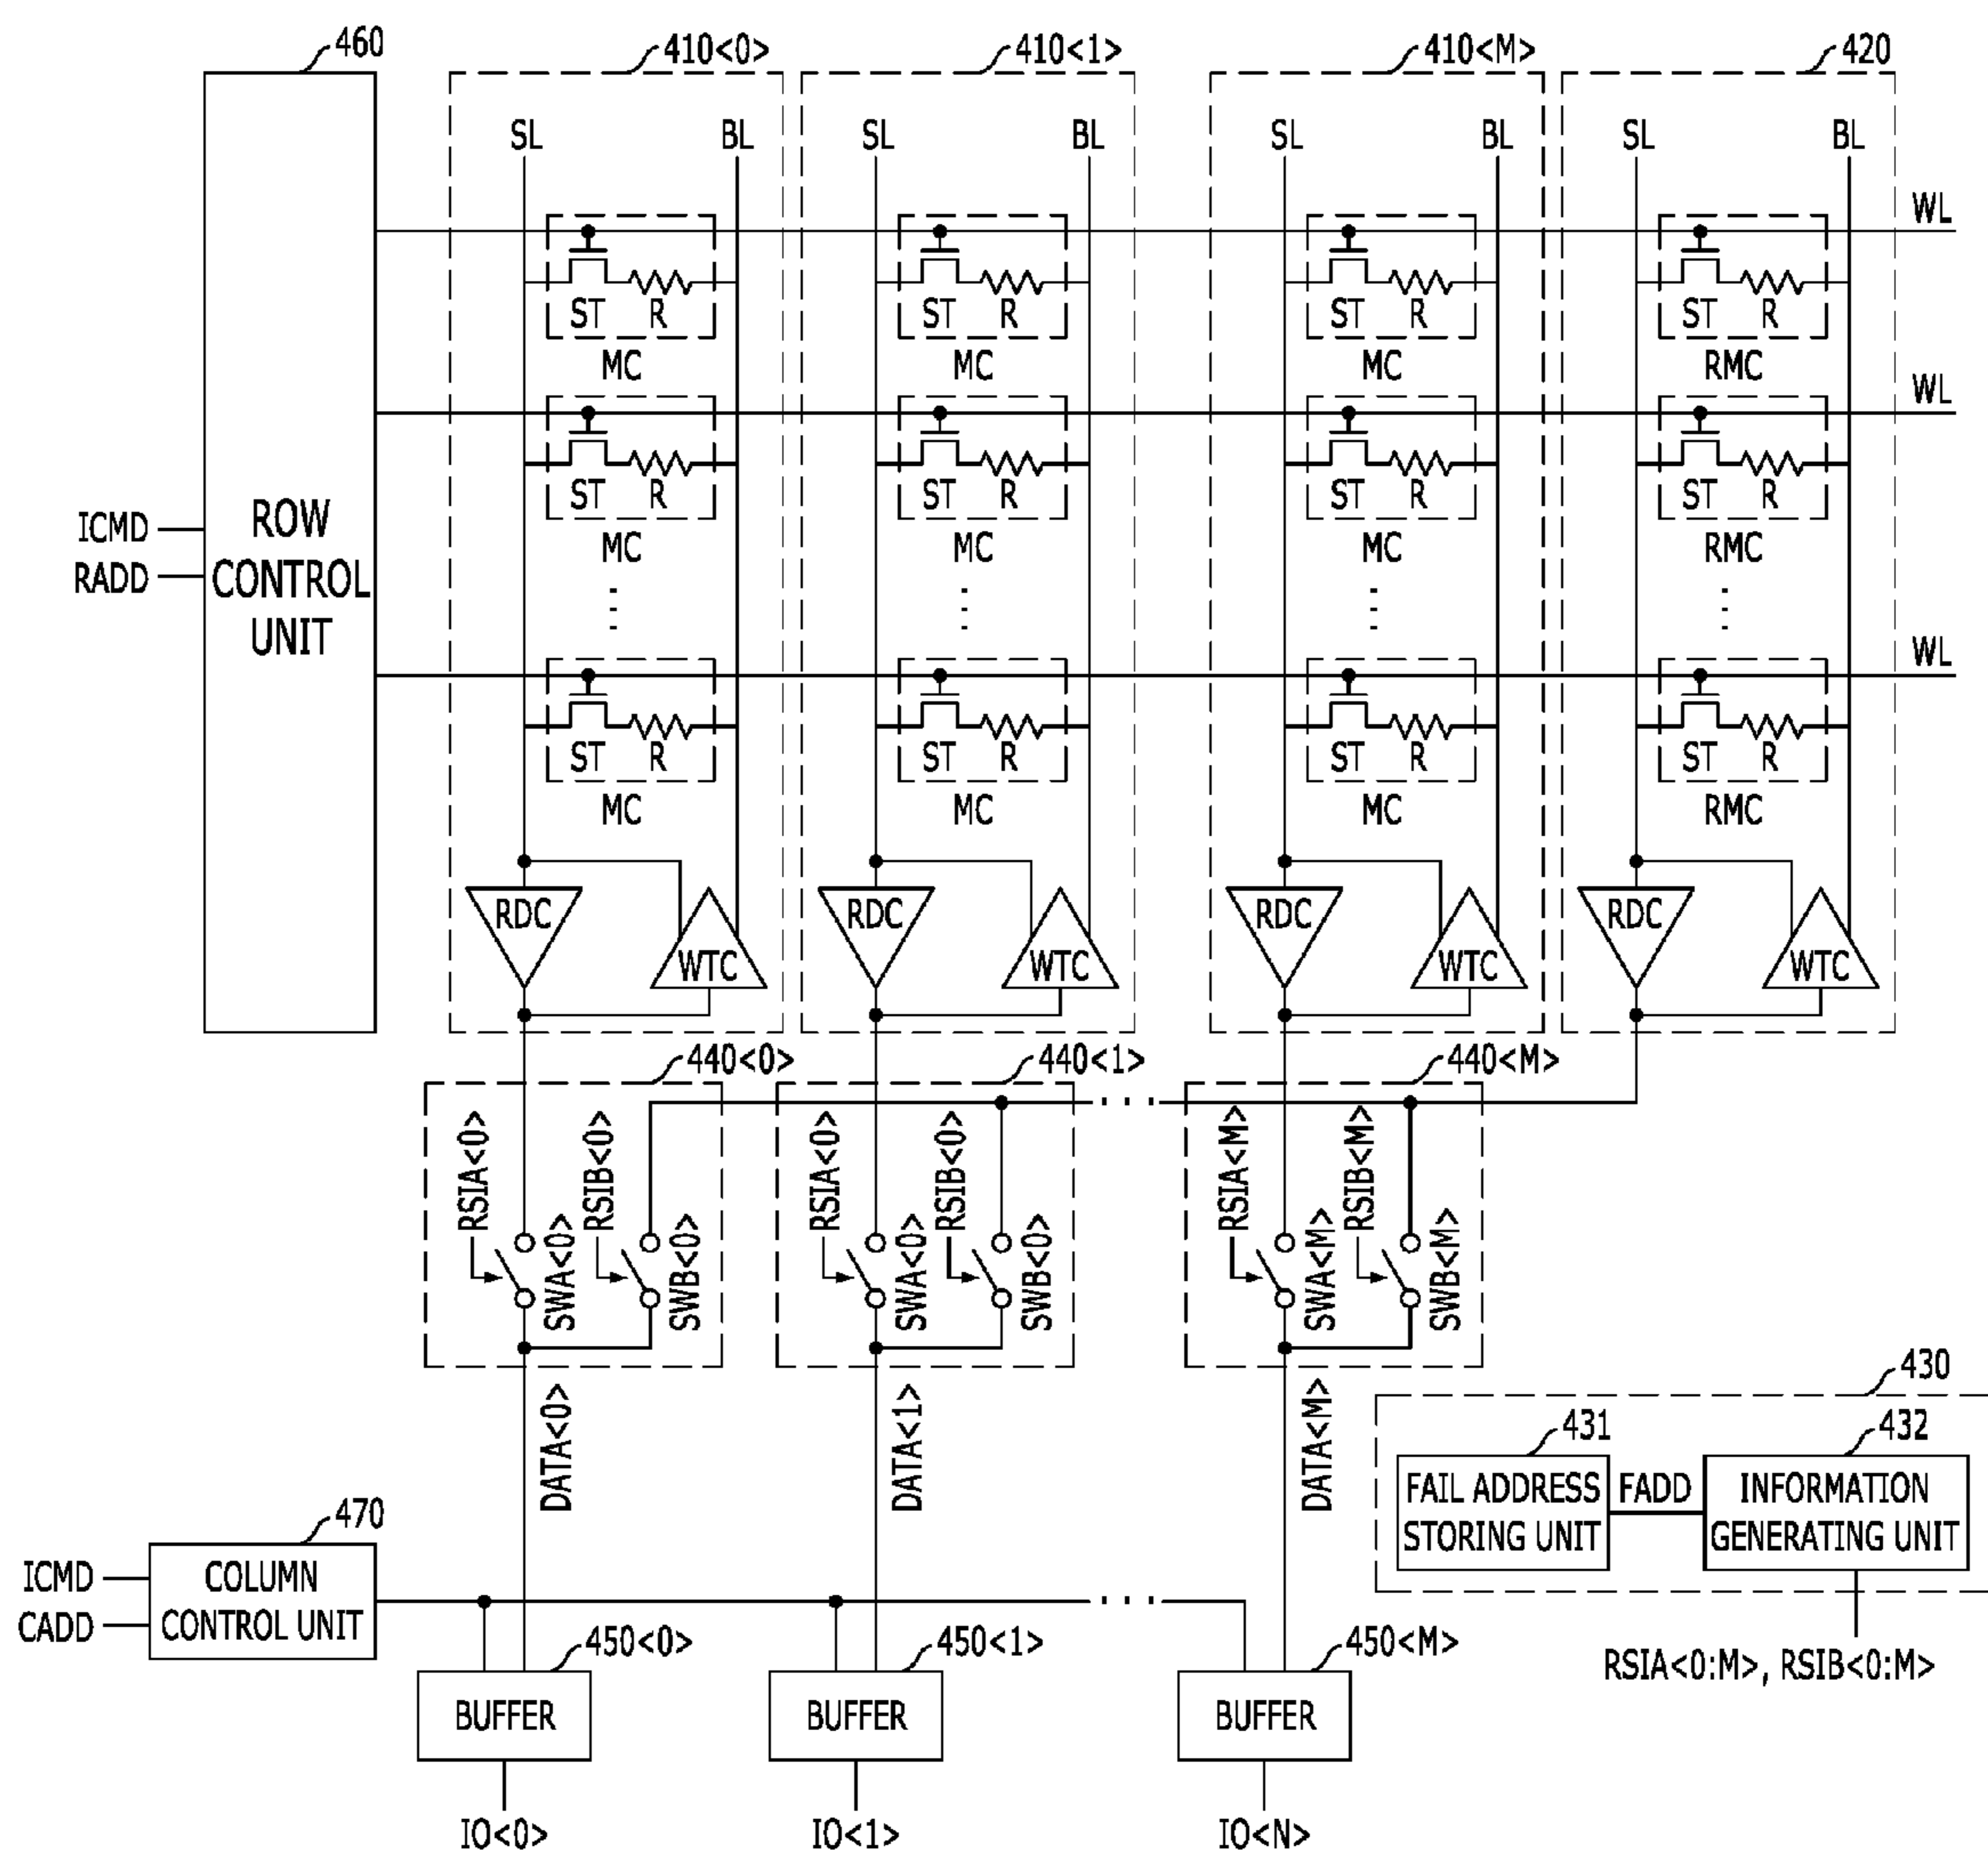 460
410<0>
410<1>
410<M>
420
SL
BL
SL
BL
SL
BL
SL
BL
WL
ST
R
ST
R
ST
R
ST
R
MC
MC
MC
RMC
WL
ST
R
ST
R
ST
R
ST
R
MC
MC
MC
RMC
ICMD
RADD
ROW
CONTROL
UNIT
WL
ST
R
ST
R
ST
R
ST
R
MC
MC
MC
RMC
RDC
WTC
RDC
WTC
RDC
WTC
RDC
WTC
440<0>
440<1>
440<M>
RSIA<0>
SWA<0>
RSIB<0>
SWB<0>
RSIA<0>
SWA<0>
RSIB<0>
SWB<0>
RSIA<M>
SWA<M>
RSIB<M>
SWB<M>
DATA<0>
DATA<1>
DATA<M>
430
431
432
FAIL ADDRESS
STORING UNIT
FADD
INFORMATION
GENERATING UNIT
RSIA<0:M>, RSIB<0:M>
470
ICMD
CADD
COLUMN
CONTROL UNIT
450<0>
450<1>
450<M>
BUFFER
BUFFER
BUFFER
IO<0>
IO<1>
IO<N>